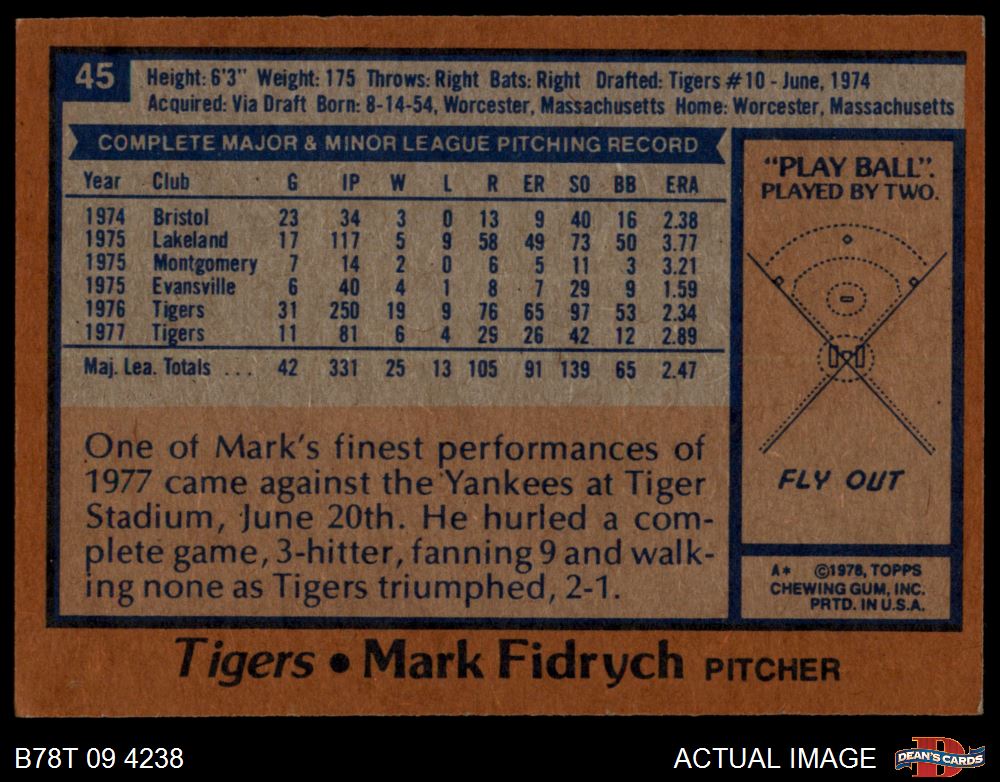 45
Height: 6'3" Weight: 175 Throws: Right Bats: Right Drafted: Tigers #10 - June, 1974
Acquired: Via Draft Born: 8-14-54, Worcester, Massachusetts Home: Worcester, Massachusetts
COMPLETE MAJOR & MINOR LEAGUE PITCHING RECORD
Year Club G IP W L R ER SO BB ERA
1974 Bristol 23 34 3 0 13 9 40 16 2.38
1975 Lakeland 17 117 5 9 58 49 73 50 3.77
1975 Montgomery 7 14 2 0 6 5 11 3 3.21
1975 Evansville 6 40 4 1 8 7 29 9 1.59
1976 Tigers 31 250 19 9 76 65 97 53 2.34
1977 Tigers 11 81 6 4 29 26 42 12 2.89
Maj. Lea. Totals ... 42 331 25 13 105 91 139 65 2.47
One of Mark's finest performances of
1977 came against the Yankees at Tiger
Stadium, June 20th. He hurled a com-
plete game, 3-hitter, fanning 9 and walk-
ing none as Tigers triumphed, 2-1.
"PLAY BALL".
PLAYED BY TWO.
FLY OUT
A* ©1978, TOPPS
CHEWING GUM, INC.
PRTD. IN U.S.A.
Tigers • Mark Fidrych PITCHER
B78T 09 4238
ACTUAL IMAGE
D
DEAN'S CARDS